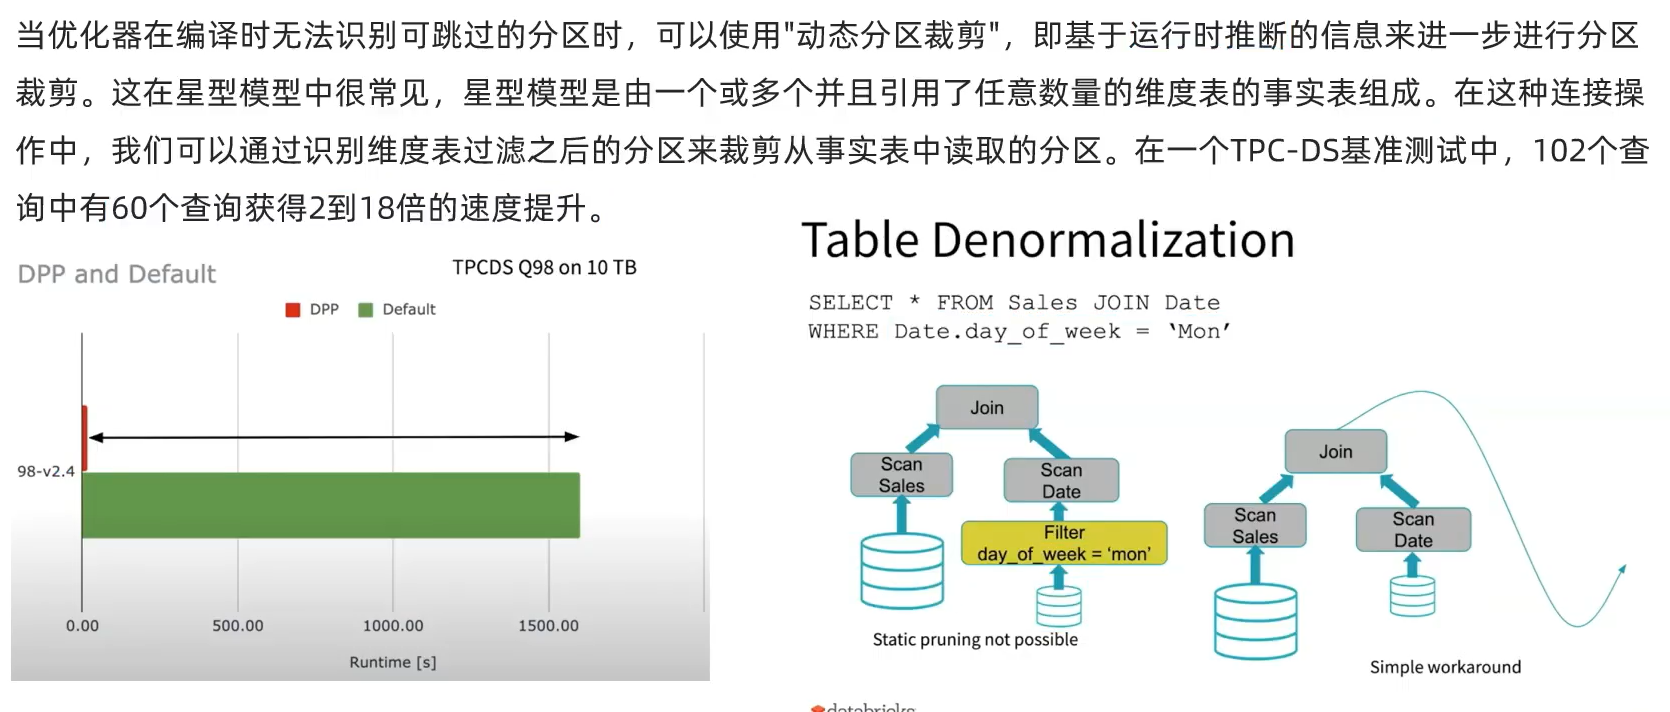 当优化器在编译时无法识别可跳过的分区时，可以使用"动态分区裁剪"，即基于运行时推断的信息来进一步进行分区
裁剪。这在星型模型中很常见，星型模型是由一个或多个并且引用了任意数量的维度表的事实表组成。在这种连接操
作中，我们可以通过识别维度表过滤之后的分区来裁剪从事实表中读取的分区。在一个TPC-DS基准测试中，102个查
询中有60个查询获得2到18倍的速度提升。
DPP and Default
TPCDS Q98 on 10 TB
DPP
Default
98-v2.4
0.00
500.00
1000.00
1500.00
Runtime [s]
Table Denormalization
SELECT * FROM Sales JOIN Date
WHERE Date.day_of_week = ‘Mon’
Join
Scan
Sales
Scan
Date
Filter
day_of_week = ‘mon’
Static pruning not possible
Join
Scan
Sales
Scan
Date
Simple workaround
databricks